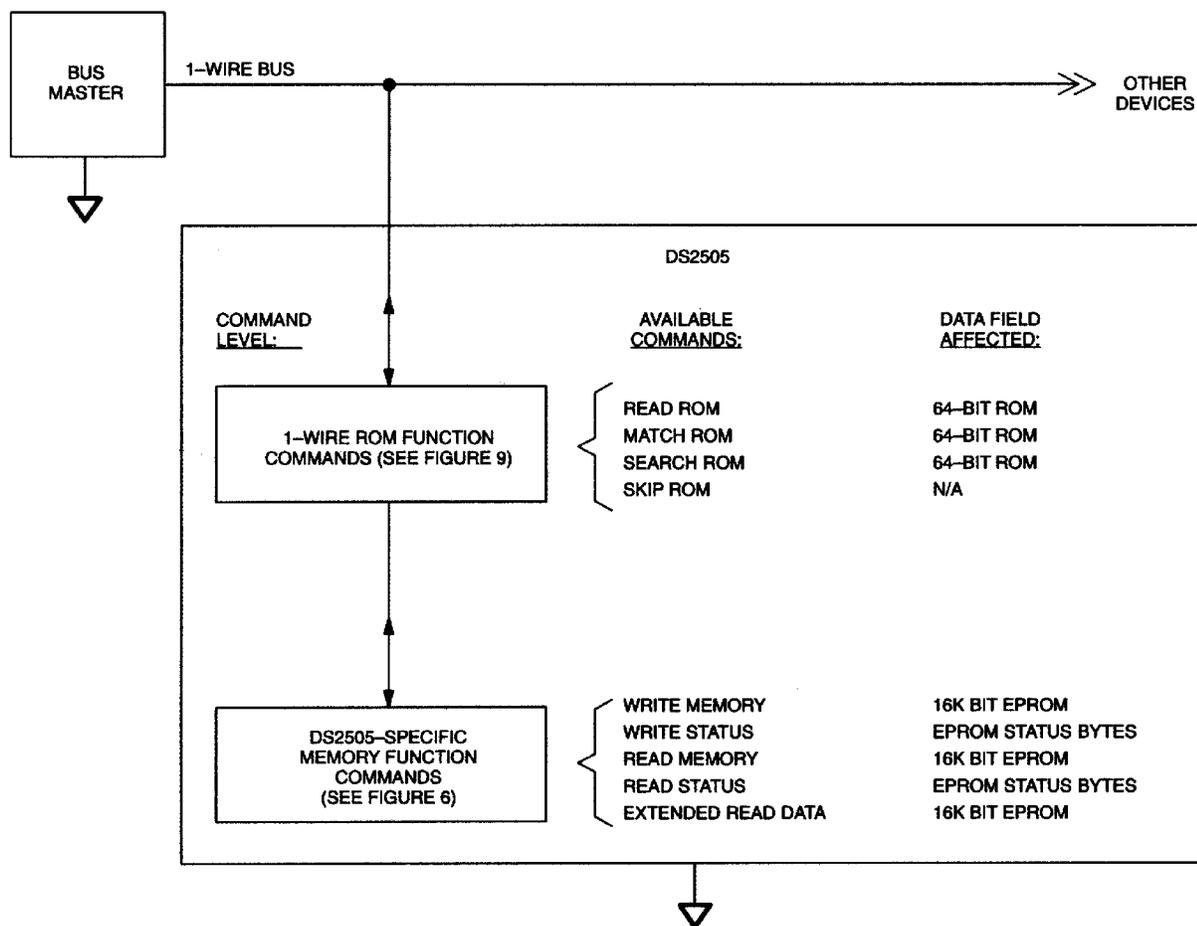 BUS
MASTER
1–WIRE BUS
OTHER
DEVICES
DS2505
COMMAND
LEVEL:
AVAILABLE
COMMANDS:
DATA FIELD
AFFECTED:
1–WIRE ROM FUNCTION
COMMANDS (SEE FIGURE 9)
READ ROM 64–BIT ROM
MATCH ROM 64–BIT ROM
SEARCH ROM 64–BIT ROM
SKIP ROM N/A
DS2505–SPECIFIC
MEMORY FUNCTION
COMMANDS
(SEE FIGURE 6)
WRITE MEMORY 16K BIT EPROM
WRITE STATUS EPROM STATUS BYTES
READ MEMORY 16K BIT EPROM
READ STATUS EPROM STATUS BYTES
EXTENDED READ DATA 16K BIT EPROM